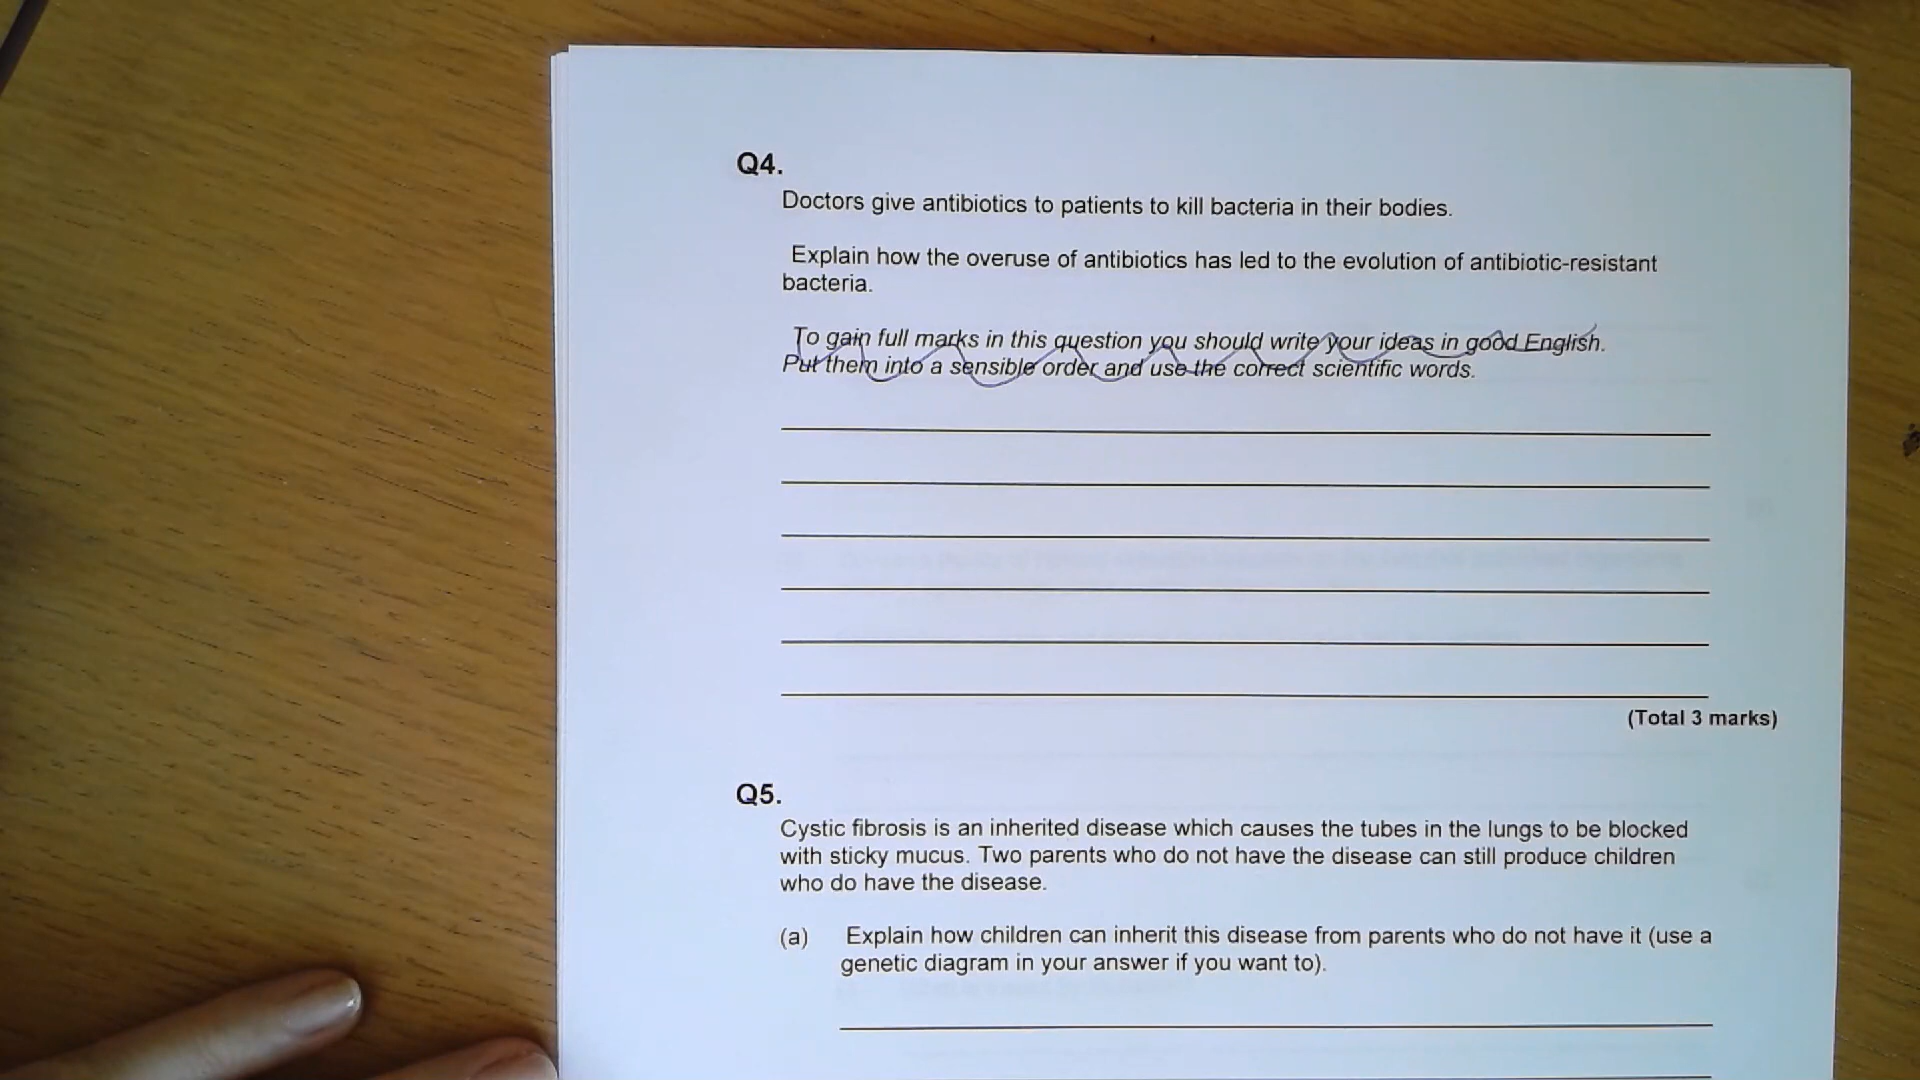 Q4.
Doctors give antibiotics to patients to kill bacteria in their bodies.
Explain how the overuse of antibiotics has led to the evolution of antibiotic-resistant
bacteria.
To gain full marks in this question you should write your ideas in good English.
Put them into a sensible order and use the correct scientific words.
(Total 3 marks)
Q5.
Cystic fibrosis is an inherited disease which causes the tubes in the lungs to be blocked
with sticky mucus. Two parents who do not have the disease can still produce children
who do have the disease.
(a) Explain how children can inherit this disease from parents who do not have it (use a
genetic diagram in your answer if you want to).